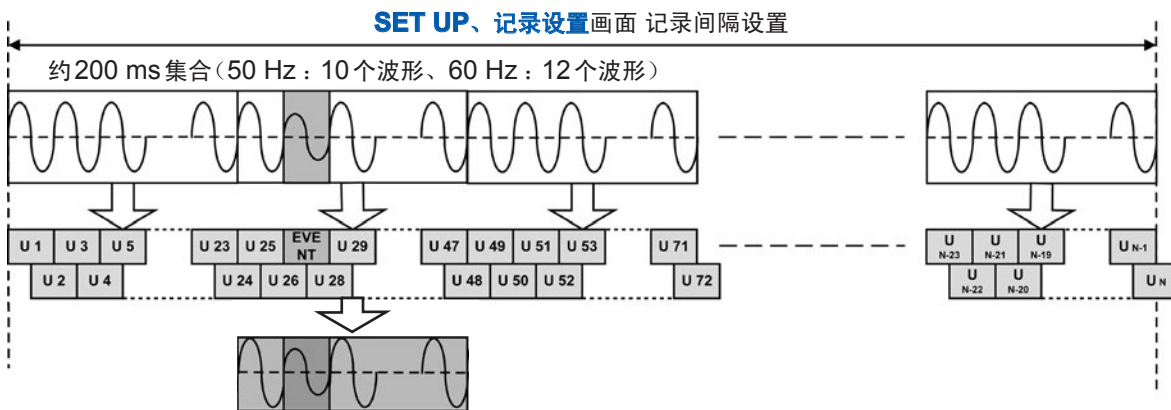 SET UP、记录设置画面 记录间隔设置
约200 ms集合(50 Hz:10个波形、60 Hz:12个波形)
U 1 U 3 U 5 U 23 U 25 EVE NT U 29 U 47 U 49 U 51 U 53 U 71 U N-23 U N-21 U N-19 U N-1
U 2 U 4 U 24 U 26 U 28 U 48 U 50 U 52 U 72 U N-22 U N-20 U N